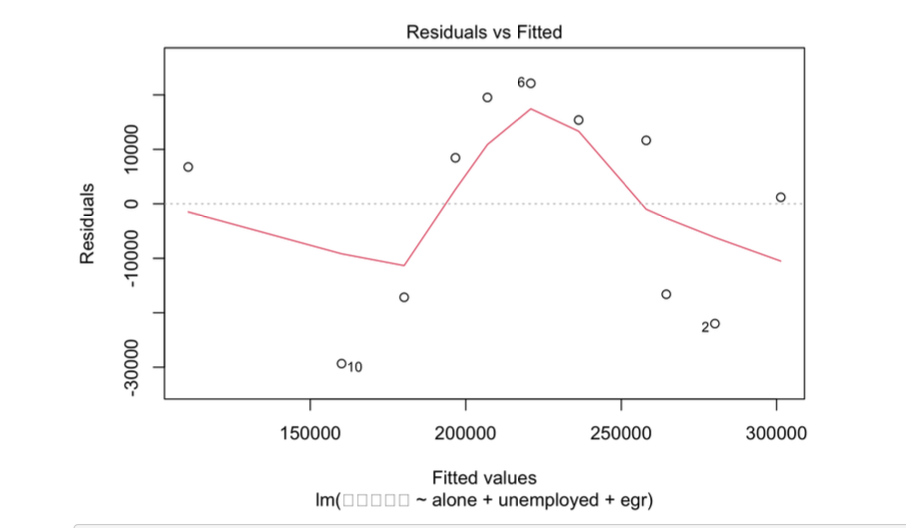 Residuals vs Fitted
Residuals
10000
0
-10000
-30000
6
10
2
150000
200000
250000
300000
Fitted values
lm(□□□□□ ~ alone + unemployed + egr)